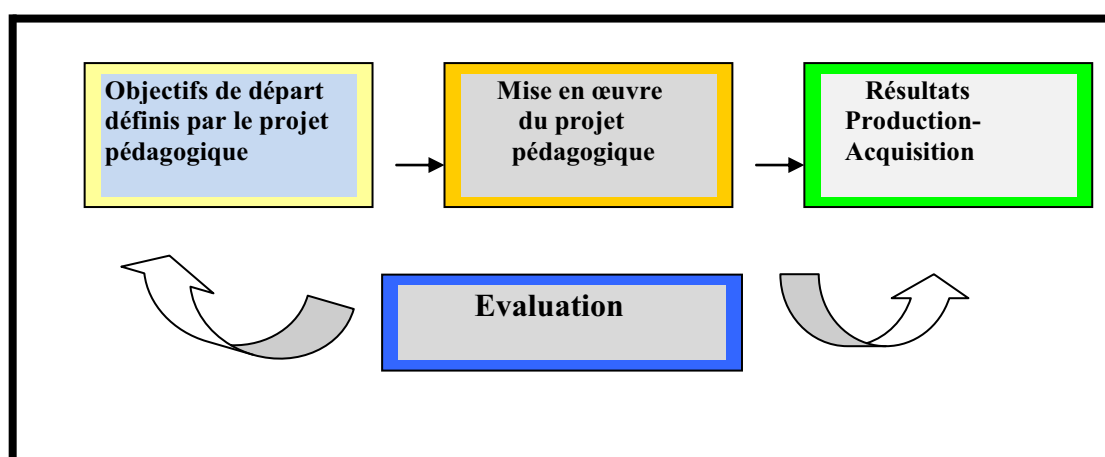 Objectifs de départ
définis par le projet
pédagogique
Mise en œuvre
du projet
pédagogique
Résultats
Production-
Acquisition
Evaluation